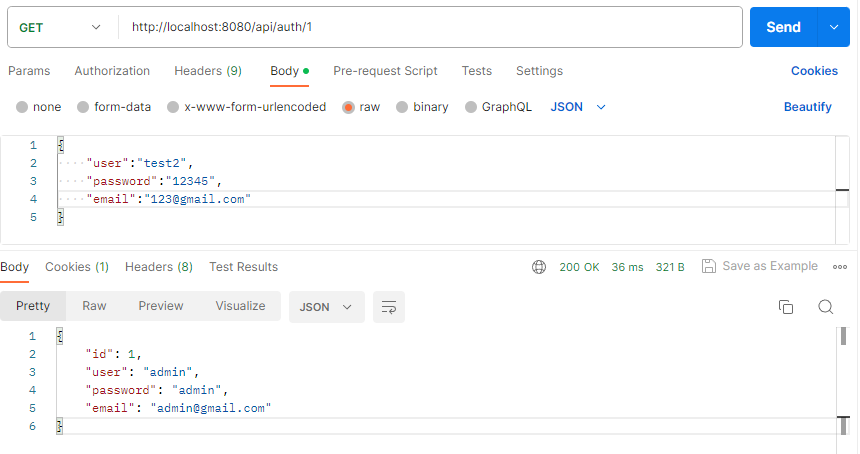 GET http://localhost:8080/api/auth/1 Send
Params Authorization Headers (9) Body Pre-request Script Tests Settings Cookies
none form-data x-www-form-urlencoded raw binary GraphQL JSON Beautify
1 {
2 "user":"test2",
3 "password":"12345",
4 "email":"123@gmail.com"
5 }
Body Cookies (1) Headers (8) Test Results 200 OK 36 ms 321 B Save as Example
Pretty Raw Preview Visualize JSON
1 {
2 "id": 1,
3 "user": "admin",
4 "password": "admin",
5 "email": "admin@gmail.com"
6 }